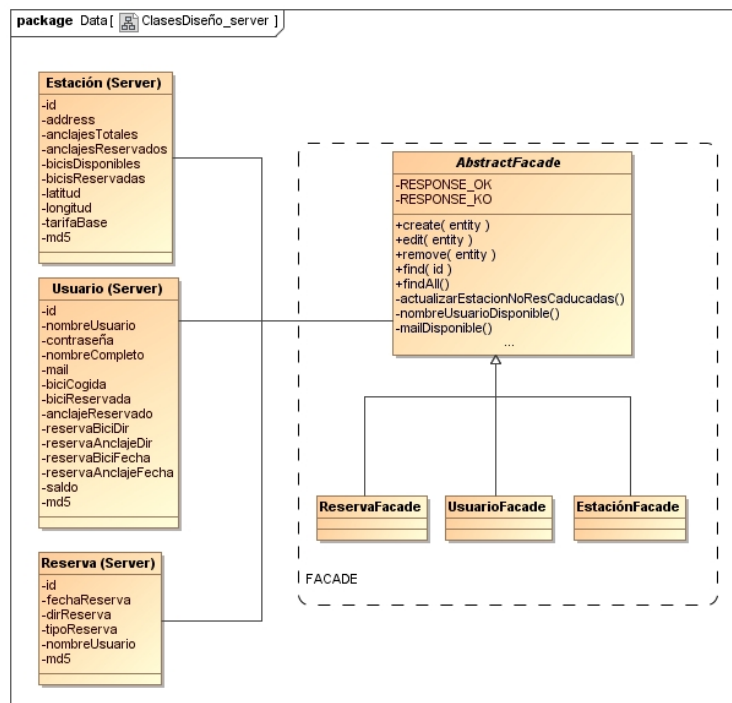 package Data [ ClasesDiseño_server ]
Estación (Server)
-id
-address
-anclajesTotales
-anclajesReservados
-bicisDisponibles
-bicisReservadas
-latitud
-longitud
-tarifaBase
-md5
Usuario (Server)
-id
-nombreUsuario
-contraseña
-nombreCompleto
-mail
-biciCogida
-biciReservada
-anclajeReservado
-reservaBiciDir
-reservaAnclajeDir
-reservaBiciFecha
-reservaAnclajeFecha
-saldo
-md5
Reserva (Server)
-id
-fechaReserva
-dirReserva
-tipoReserva
-nombreUsuario
-md5
AbstractFacade
-RESPONSE_OK
-RESPONSE_KO
+create( entity )
+edit( entity )
+remove( entity )
+find( id )
+findAll()
-actualizarEstacionNoResCaducadas()
-nombreUsuarioDisponible()
-mailDisponible()
...
ReservaFacade
UsuarioFacade
EstaciónFacade
FACADE